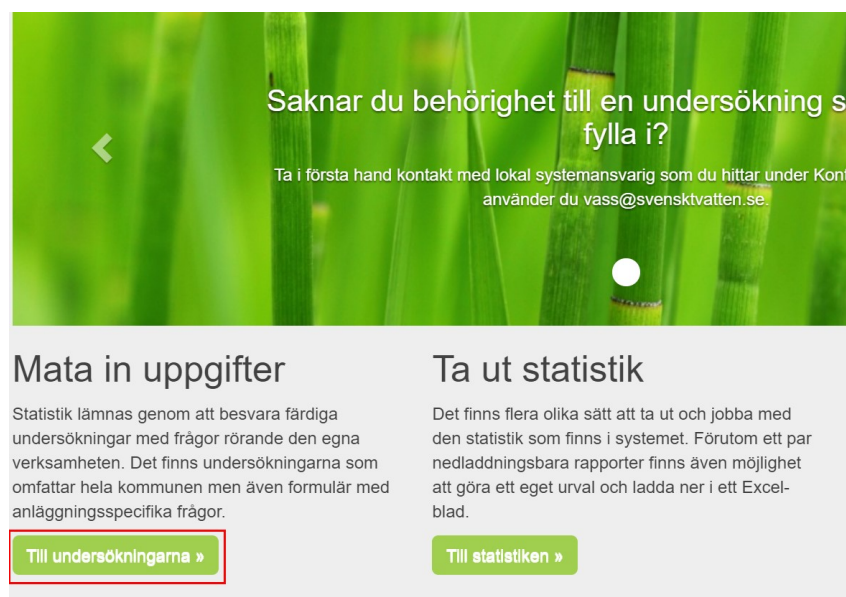 Saknar du behörighet till en undersökning s
fylla i?
Ta i första hand kontakt med lokal systemansvarig som du hittar under Kont
använder du vass@svensktvatten.se.
Mata in uppgifter
Statistik lämnas genom att besvara färdiga
undersökningar med frågor rörande den egna
verksamheten. Det finns undersökningarna som
omfattar hela kommunen men även formulär med
anläggningsspecifika frågor.
Till undersökningarna »
Ta ut statistik
Det finns flera olika sätt att ta ut och jobba med
den statistik som finns i systemet. Förutom ett par
nedladdningsbara rapporter finns även möjlighet
att göra ett eget urval och ladda ner i ett Excel-
blad.
Till statistiken »